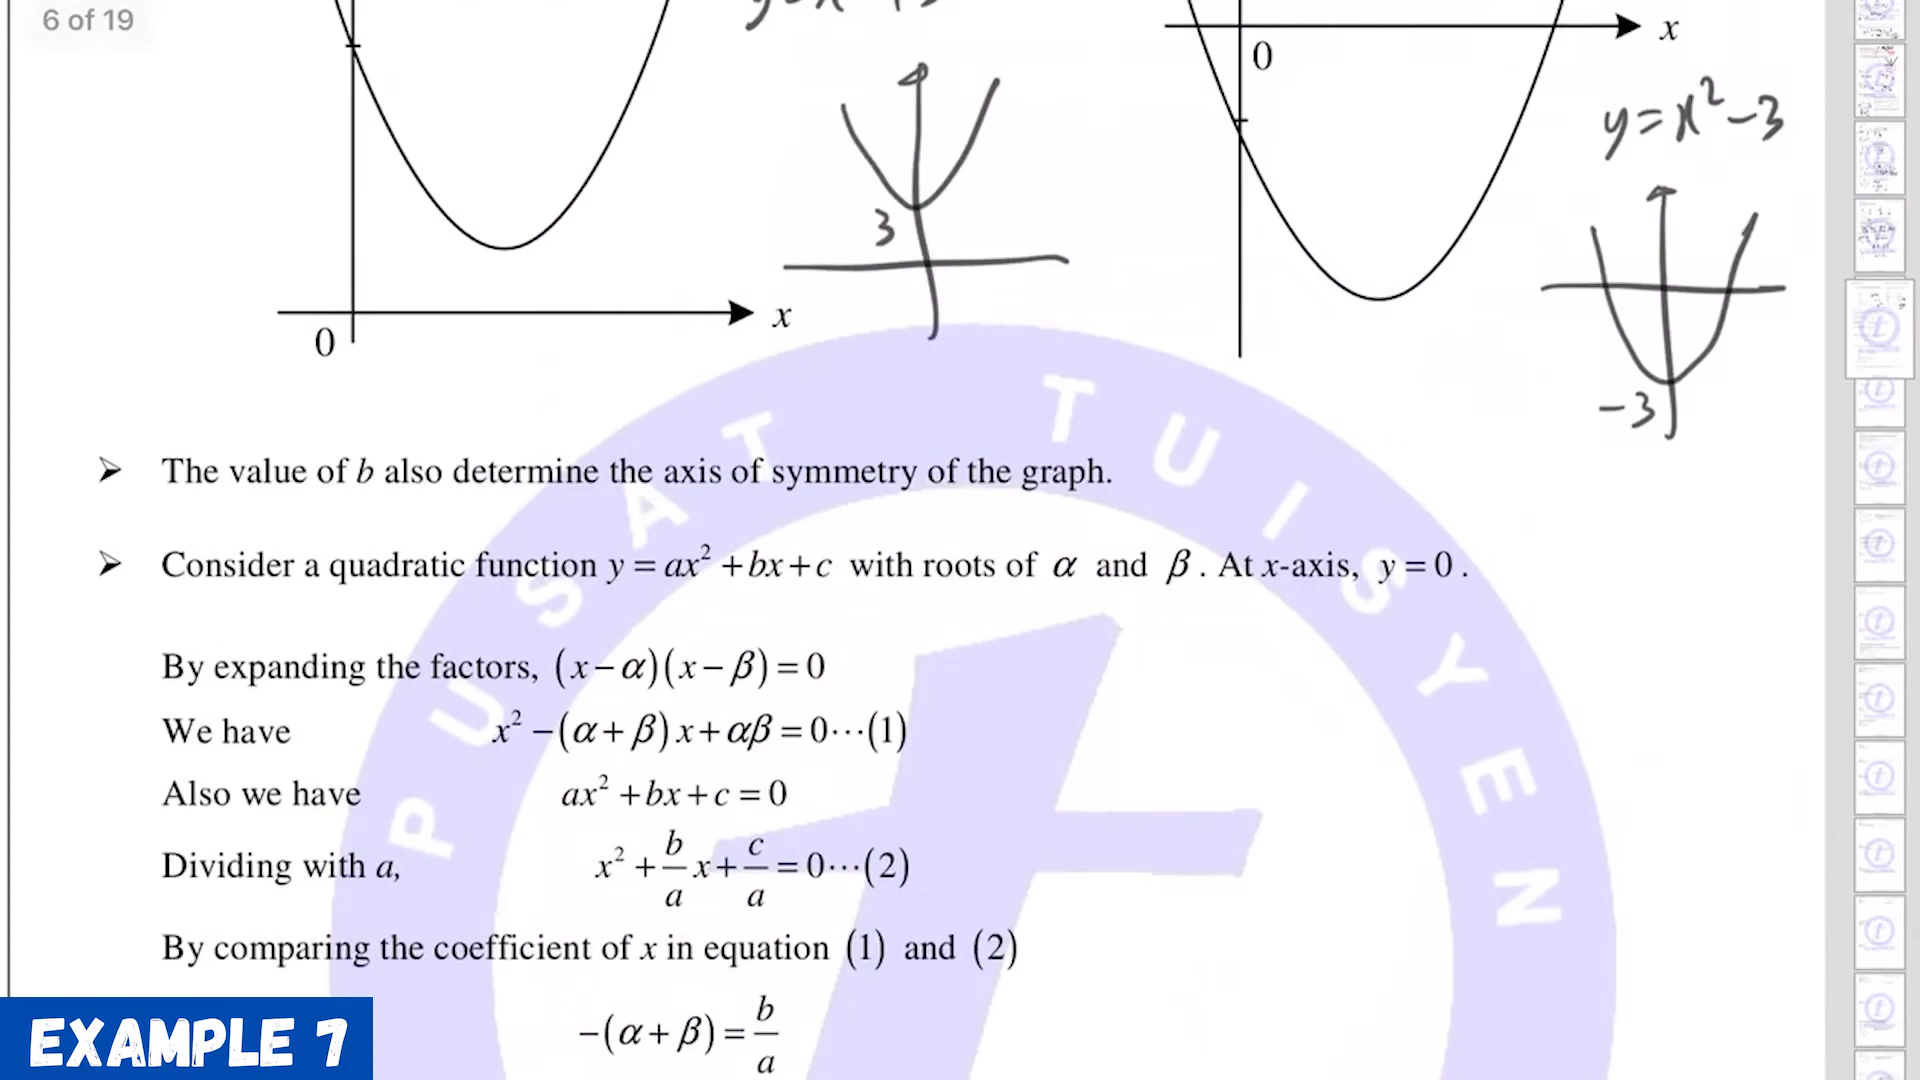 6 of 19
x
0
x
0
3
y=x²-3
-3
➢ The value of b also determine the axis of symmetry of the graph.
➢ Consider a quadratic function y = ax² + bx + c with roots of α and β. At x-axis, y = 0.
By expanding the factors, (x − α)(x − β) = 0
We have x² − (α + β)x + αβ = 0⋯(1)
Also we have ax² + bx + c = 0
Dividing with a, x² + b/a x + c/a = 0⋯(2)
By comparing the coefficient of x in equation (1) and (2)
−(α + β) = b/a
EXAMPLE 7
PUSAT TUISYEN
t